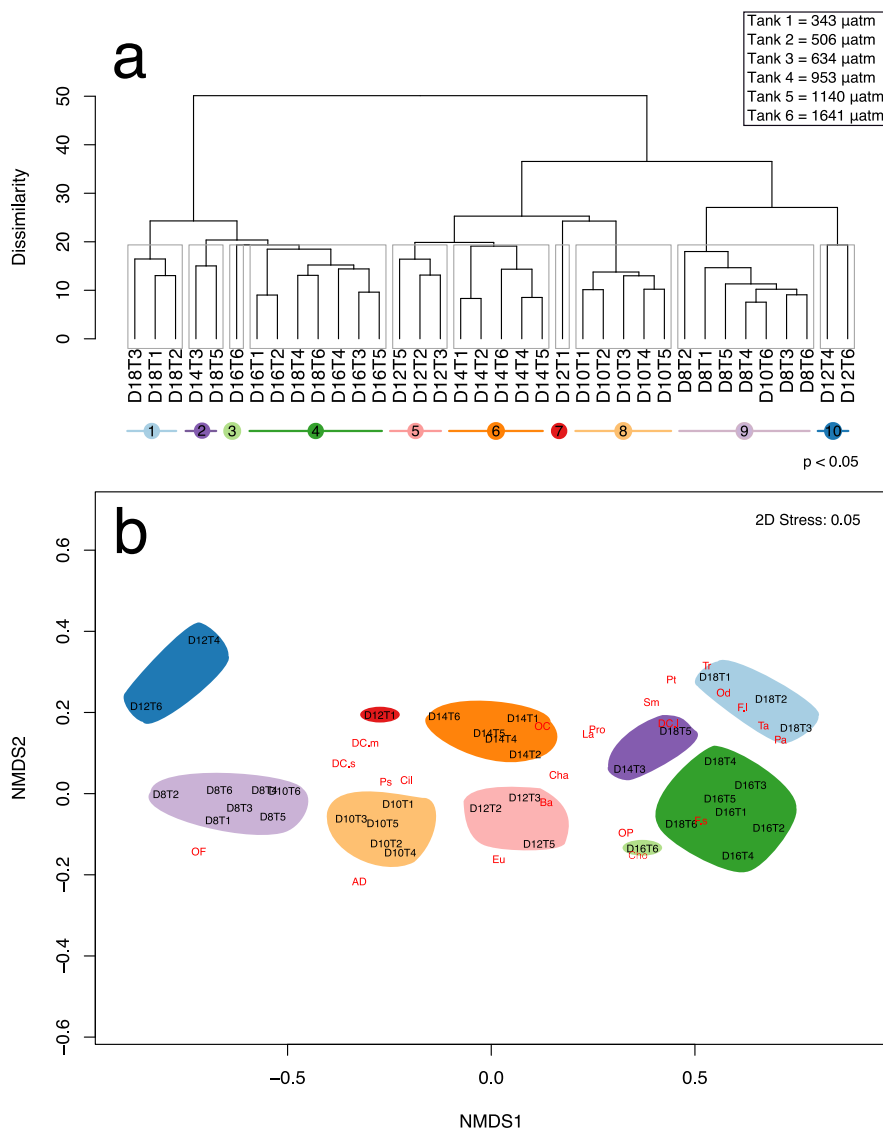 a
Tank 1 = 343 µatm
Tank 2 = 506 µatm
Tank 3 = 634 µatm
Tank 4 = 953 µatm
Tank 5 = 1140 µatm
Tank 6 = 1641 µatm
Dissimilarity
50
40
30
20
10
0
D18T3 D18T1 D18T2 D14T3 D18T5 D16T6 D16T1 D16T2 D18T4 D18T6 D16T4 D16T3 D16T5 D12T5 D12T2 D12T3 D14T1 D14T2 D14T6 D14T4 D14T5 D12T1 D10T1 D10T2 D10T3 D10T4 D10T5 D8T2 D8T1 D8T5 D8T4 D10T6 D8T3 D8T6 D12T4 D12T6
1 2 3 4 5 6 7 8 9 10
p < 0.05
b
2D Stress: 0.05
NMDS2
0.6
0.4
0.2
0.0
−0.2
−0.4
−0.6
D12T4
D12T6
D12T1
DC.m
DC.s
Ps Cil
D8T2 D8T6 D8T4 D10T6
D8T3
D8T1 D8T5
OF
D10T1
D10T3
D10T5
D10T2
D10T4
AD
D14T6 D14T1
OC
D14T5
D14T4
D14T2
La Pro
Cha
D12T3
D12T2 Ba
D12T5
Eu
Sm
Pt
DC.l
D18T5
D14T3
OP
D16T6
Cho
Tr
D18T1
Od
D18T2
F.l
Ta D18T3
Pa
D18T4
D16T3
D16T5
D16T1
D18T6 F.s
D16T2
D16T4
−0.5 0.0 0.5
NMDS1